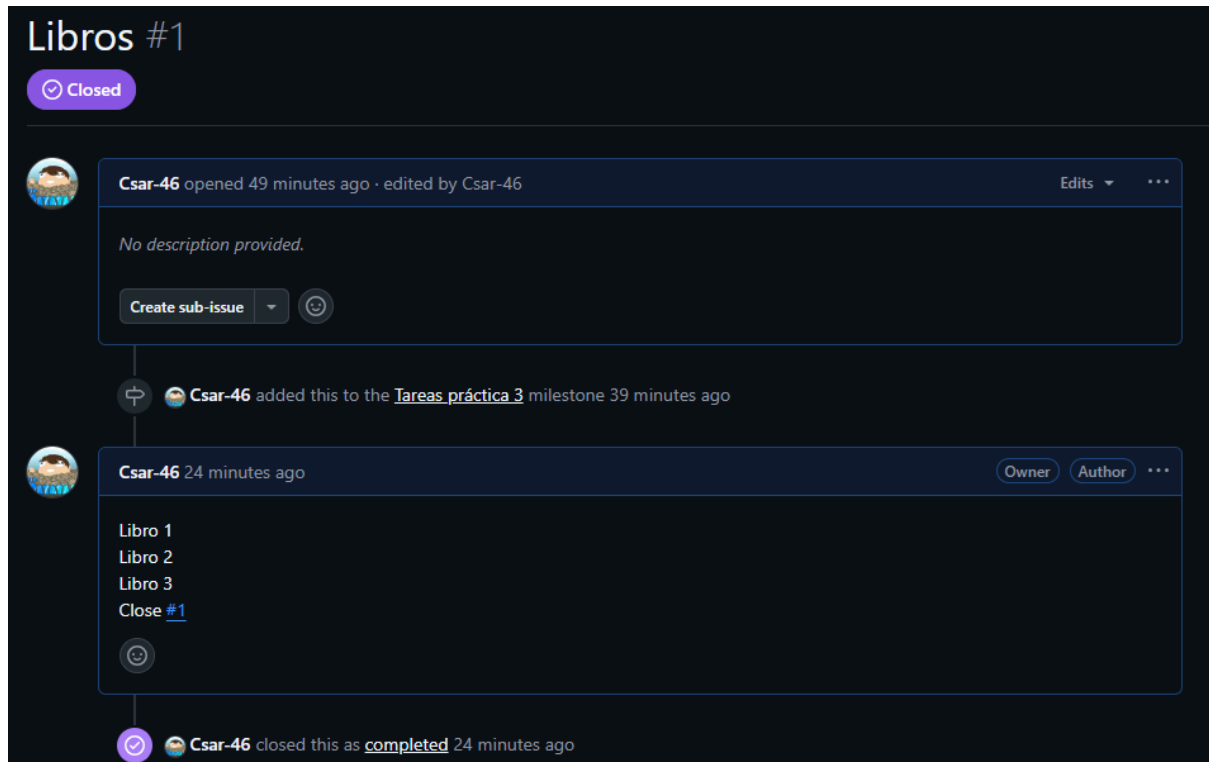 Libros #1
Closed
Csar-46 opened 49 minutes ago · edited by Csar-46 Edits
No description provided.
Create sub-issue
Csar-46 added this to the Tareas práctica 3 milestone 39 minutes ago
Csar-46 24 minutes ago Owner Author
Libro 1
Libro 2
Libro 3
Close #1
Csar-46 closed this as completed 24 minutes ago